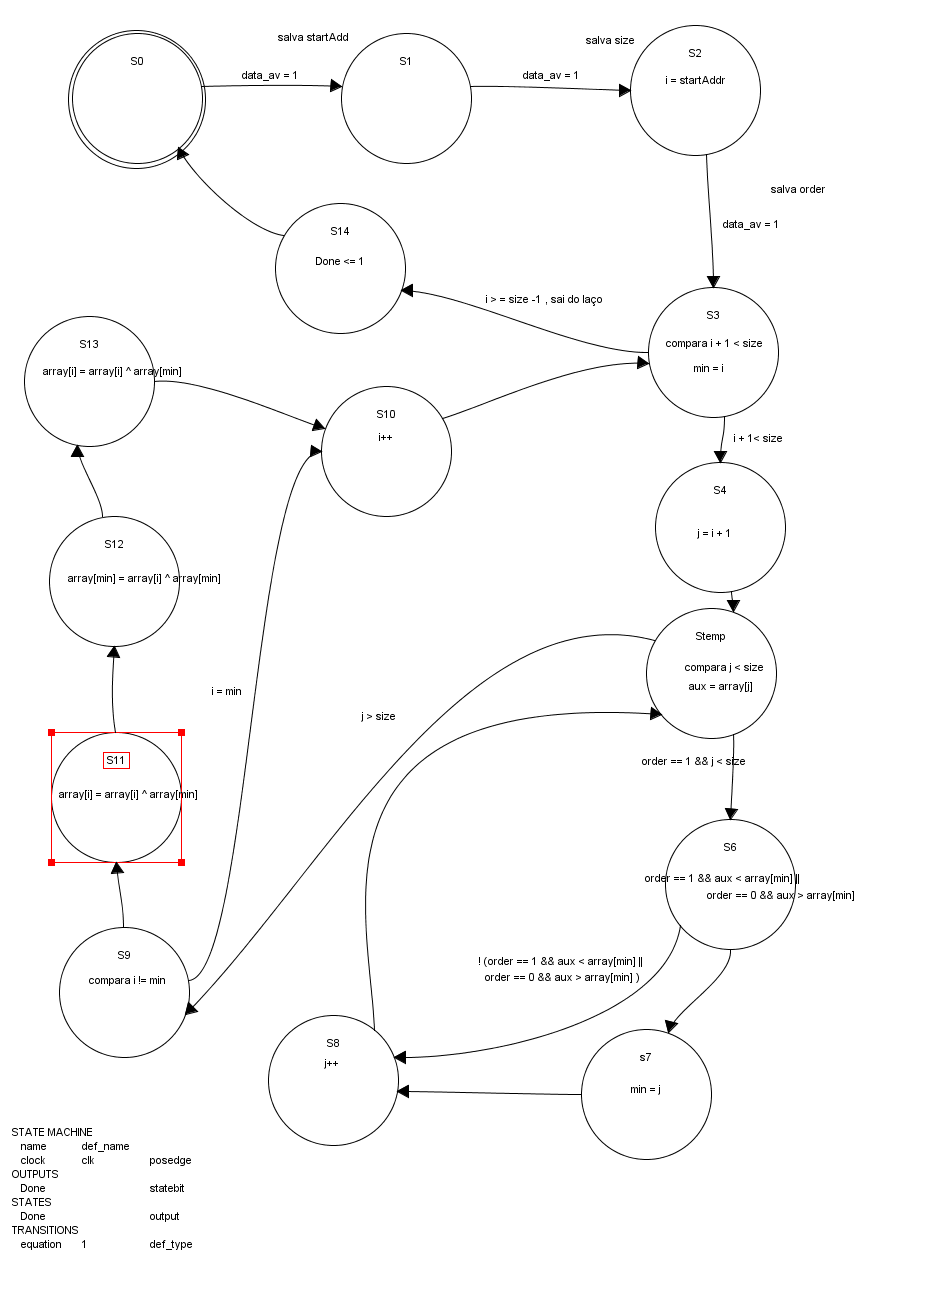 salva startAdd
salva size
S0
S1
S2
data_av = 1
data_av = 1
i = startAddr
salva order
data_av = 1
S14
Done <= 1
i > = size -1 , sai do laço
S3
compara i + 1 < size
min = i
S13
array[i] = array[i] ^ array[min]
S10
i++
i + 1< size
S4
j = i + 1
S12
array[min] = array[i] ^ array[min]
Stemp
compara j < size
aux = array[j]
i = min
j > size
S11
array[i] = array[i] ^ array[min]
order == 1 && j < size
S6
order == 1 && aux < array[min] ||
order == 0 && aux > array[min]
S9
compara i != min
! (order == 1 && aux < array[min] ||
order == 0 && aux > array[min] )
S8
j++
s7
min = j
STATE MACHINE
name def_name
clock clk posedge
OUTPUTS
Done statebit
STATES
Done output
TRANSITIONS
equation 1 def_type